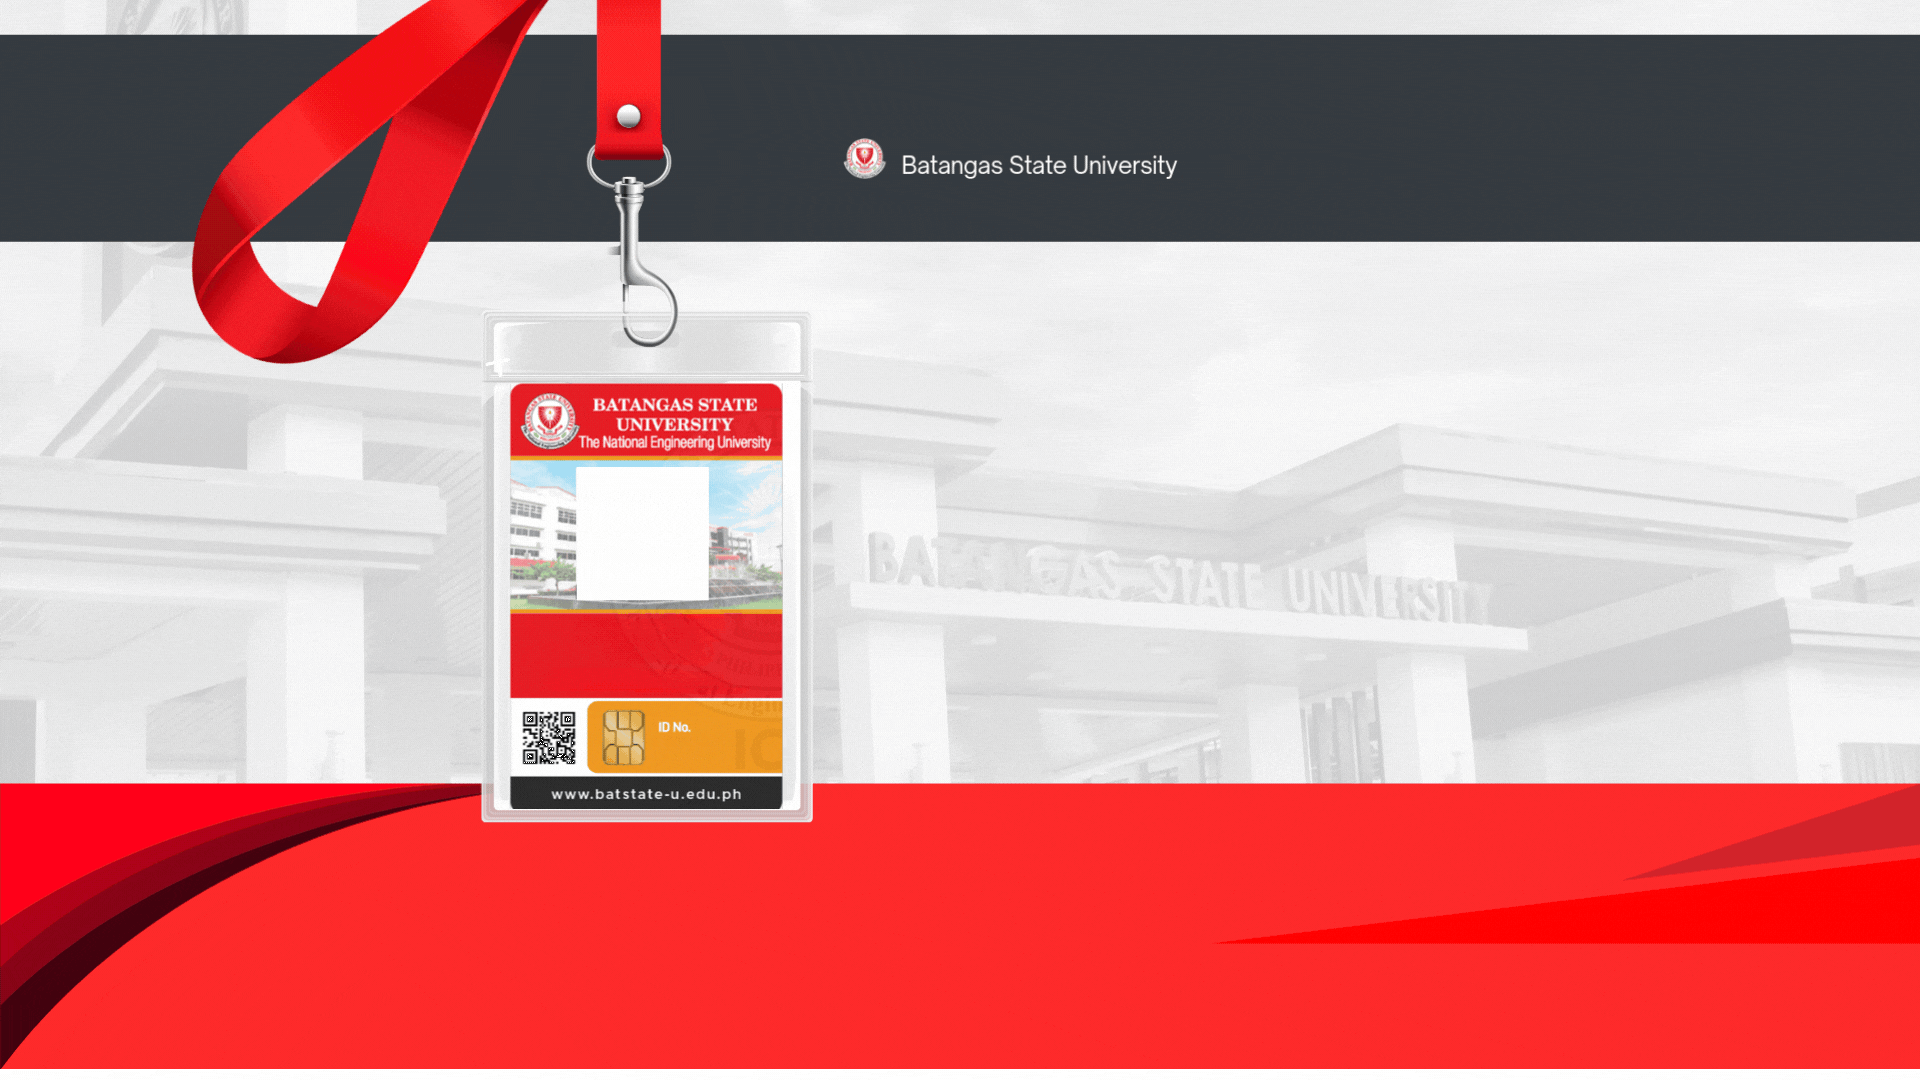 Batangas State University
BATANGAS STATE
UNIVERSITY
The National Engineering University
ID No.
www.batstate-u.edu.ph
BATANGAS STATE UNIVERSITY